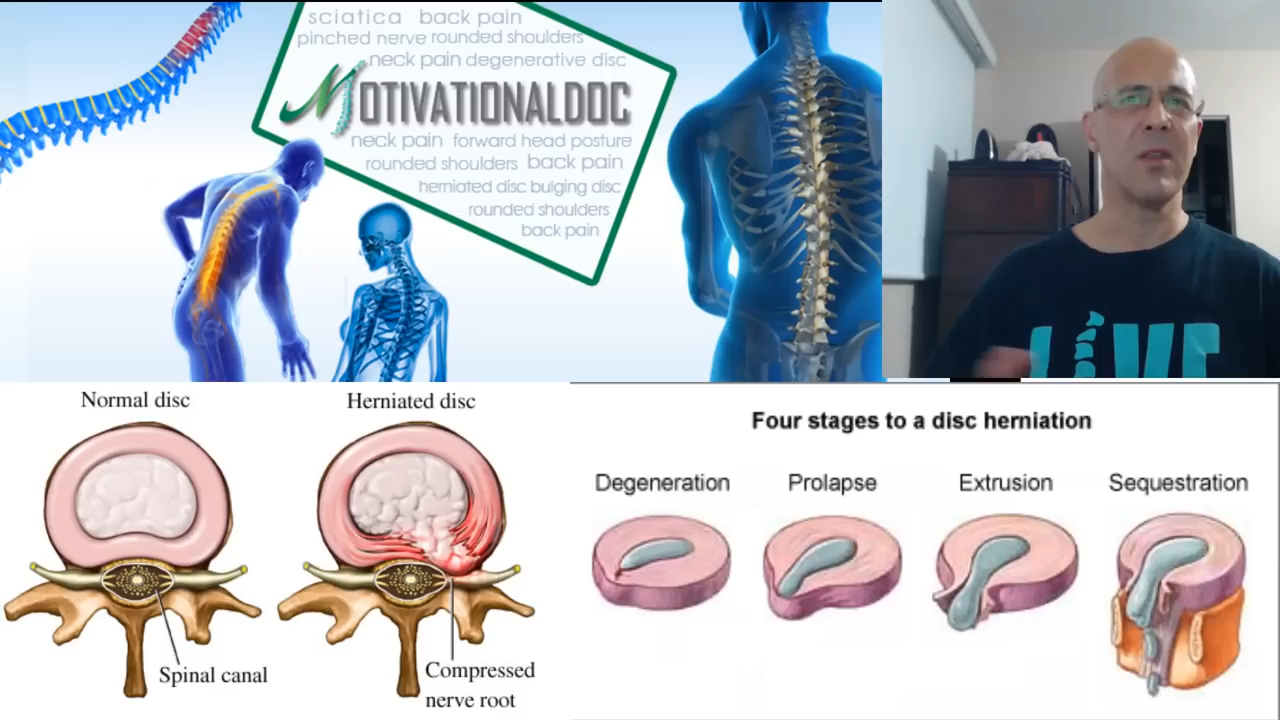 sciatica back pain
pinched nerve rounded shoulders
neck pain degenerative disc
MOTIVATIONALDOC
neck pain forward head posture
rounded shoulders back pain
herniated disc bulging disc
rounded shoulders
back pain
LiVE
Normal disc
Herniated disc
Spinal canal
Compressed
nerve root
Four stages to a disc herniation
Degeneration
Prolapse
Extrusion
Sequestration